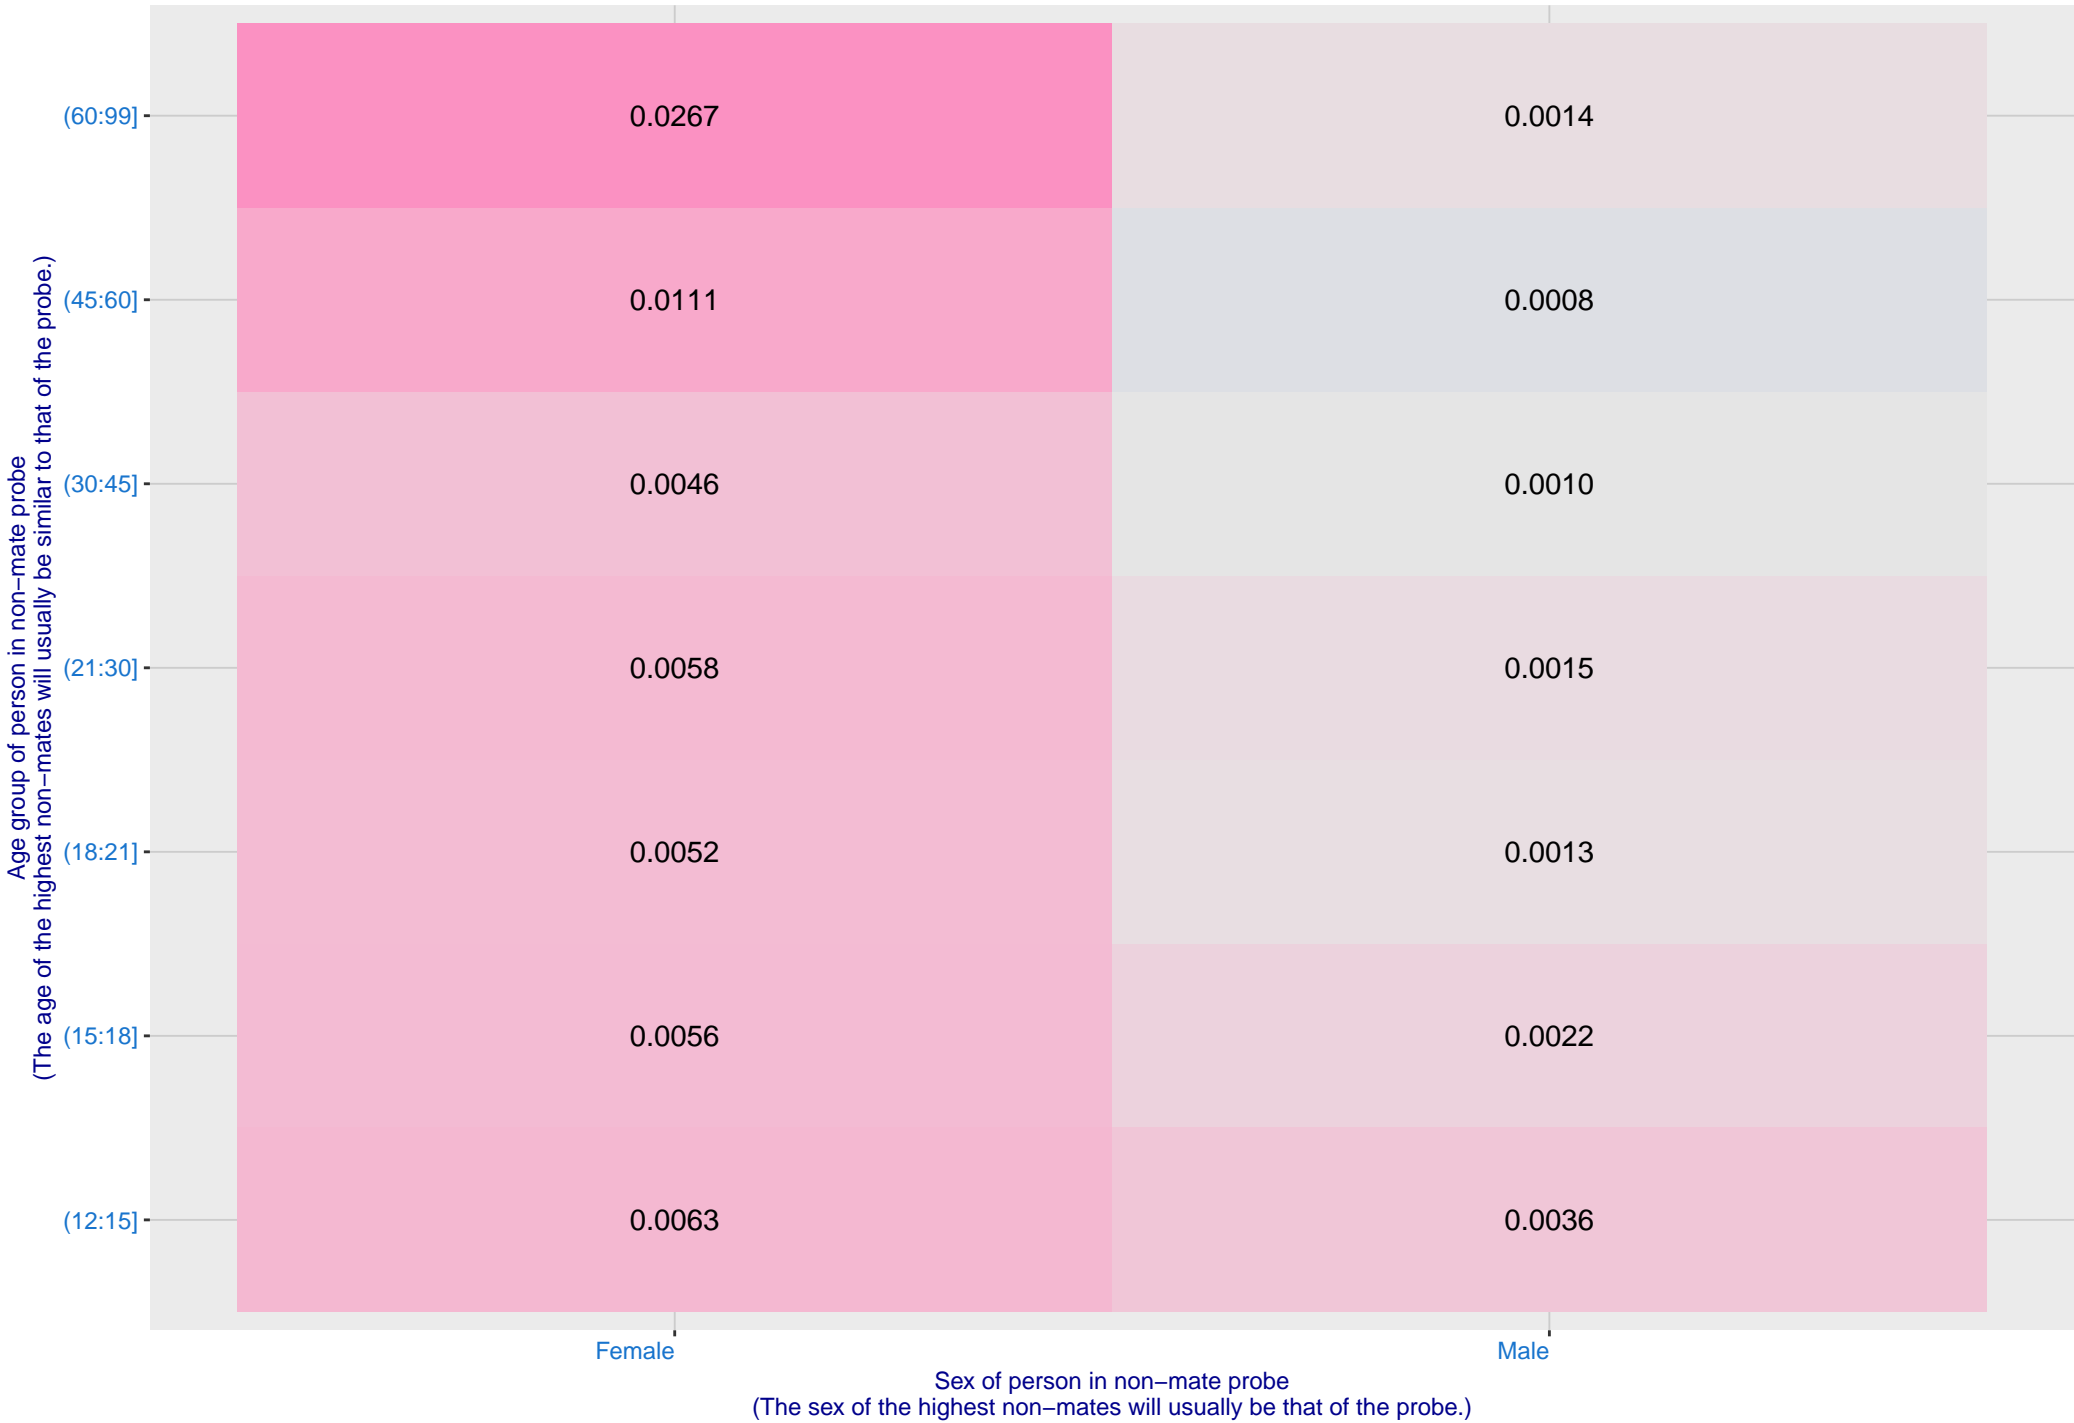 Age group of person in non−mate probe
(The age of the highest non−mates will usually be similar to that of the probe.)
(60:99] 0.0267 0.0014
(45:60] 0.0111 0.0008
(30:45] 0.0046 0.0010
(21:30] 0.0058 0.0015
(18:21] 0.0052 0.0013
(15:18] 0.0056 0.0022
(12:15] 0.0063 0.0036
Female Male
Sex of person in non−mate probe
(The sex of the highest non−mates will usually be that of the probe.)